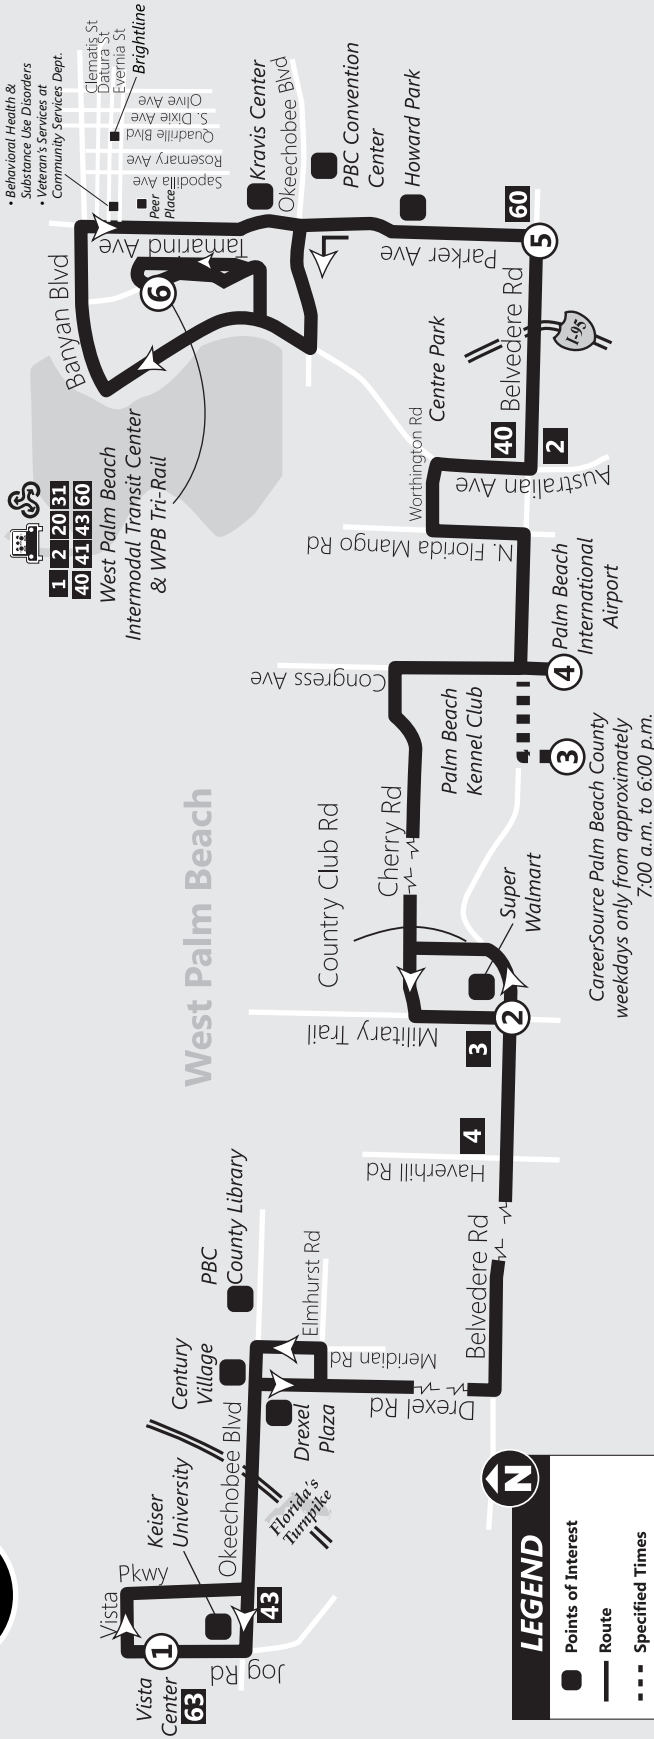 • Behavioral Health &
Substance Use Disorders
• Veteran's Services at
Community Services Dept.
Clematis St
Datura St
Evernia St
Brightline
Olive Ave
S. Dixie Ave
Quadrille Blvd
Rosemary Ave
Sapodilla Ave
Peer
Place
Banyan Blvd
Tamarind Ave
6
Kravis Center
Okeechobee Blvd
PBC Convention
Center
Howard Park
Parker Ave
60
5
Belvedere Rd
I-95
Centre Park
40
2
Worthington Rd
Australian Ave
1 2 20 31
40 41 43 60
West Palm Beach
Intermodal Transit Center
& WPB Tri-Rail
N. Florida Mango Rd
Palm Beach
International
Airport
4
Congress Ave
Palm Beach
Kennel Club
3
CareerSource Palm Beach County
weekdays only from approximately
7:00 a.m. to 6:00 p.m.
West Palm Beach
Cherry Rd
Country Club Rd
Super
Walmart
Military Trail
2
3
4
Haverhill Rd
Belvedere Rd
PBC
County Library
Elmhurst Rd
Meridian Rd
Century
Village
Drexel Rd
Drexel
Plaza
Okeechobee Blvd
Florida's
Turnpike
Keiser
University
Vista
Pkwy
43
1
Jog Rd
Vista
Center
63
N
LEGEND
Points of Interest
Route
Specified Times